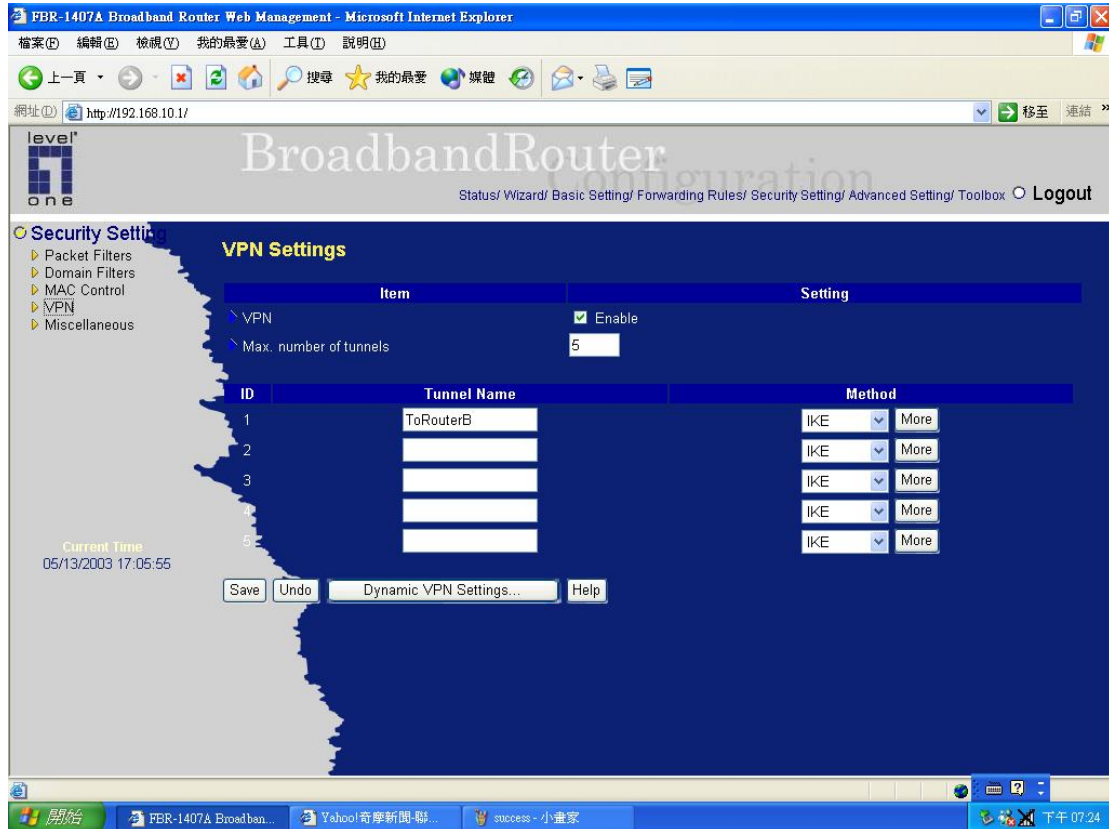 FBR-1407A Broadband Router Web Management - Microsoft Internet Explorer
檔案(F) 編輯(E) 檢視(V) 我的最愛(A) 工具(T) 說明(H)
上一頁 搜尋 我的最愛 媒體
網址(D) http://192.168.10.1/ 移至 連結 »
level one
BroadbandRouter
Configuration
Status/ Wizard/ Basic Setting/ Forwarding Rules/ Security Setting/ Advanced Setting/ Toolbox Logout
Security Setting
Packet Filters
Domain Filters
MAC Control
VPN
Miscellaneous
Current Time
05/13/2003 17:05:55
VPN Settings
Item Setting
VPN Enable
Max. number of tunnels 5
ID Tunnel Name Method
1 ToRouterB IKE More
2 IKE More
3 IKE More
4 IKE More
5 IKE More
Save Undo Dynamic VPN Settings... Help
開始 FBR-1407A Broadban... Yahoo!奇摩新聞-聯... success - 小畫家 下午 07:24